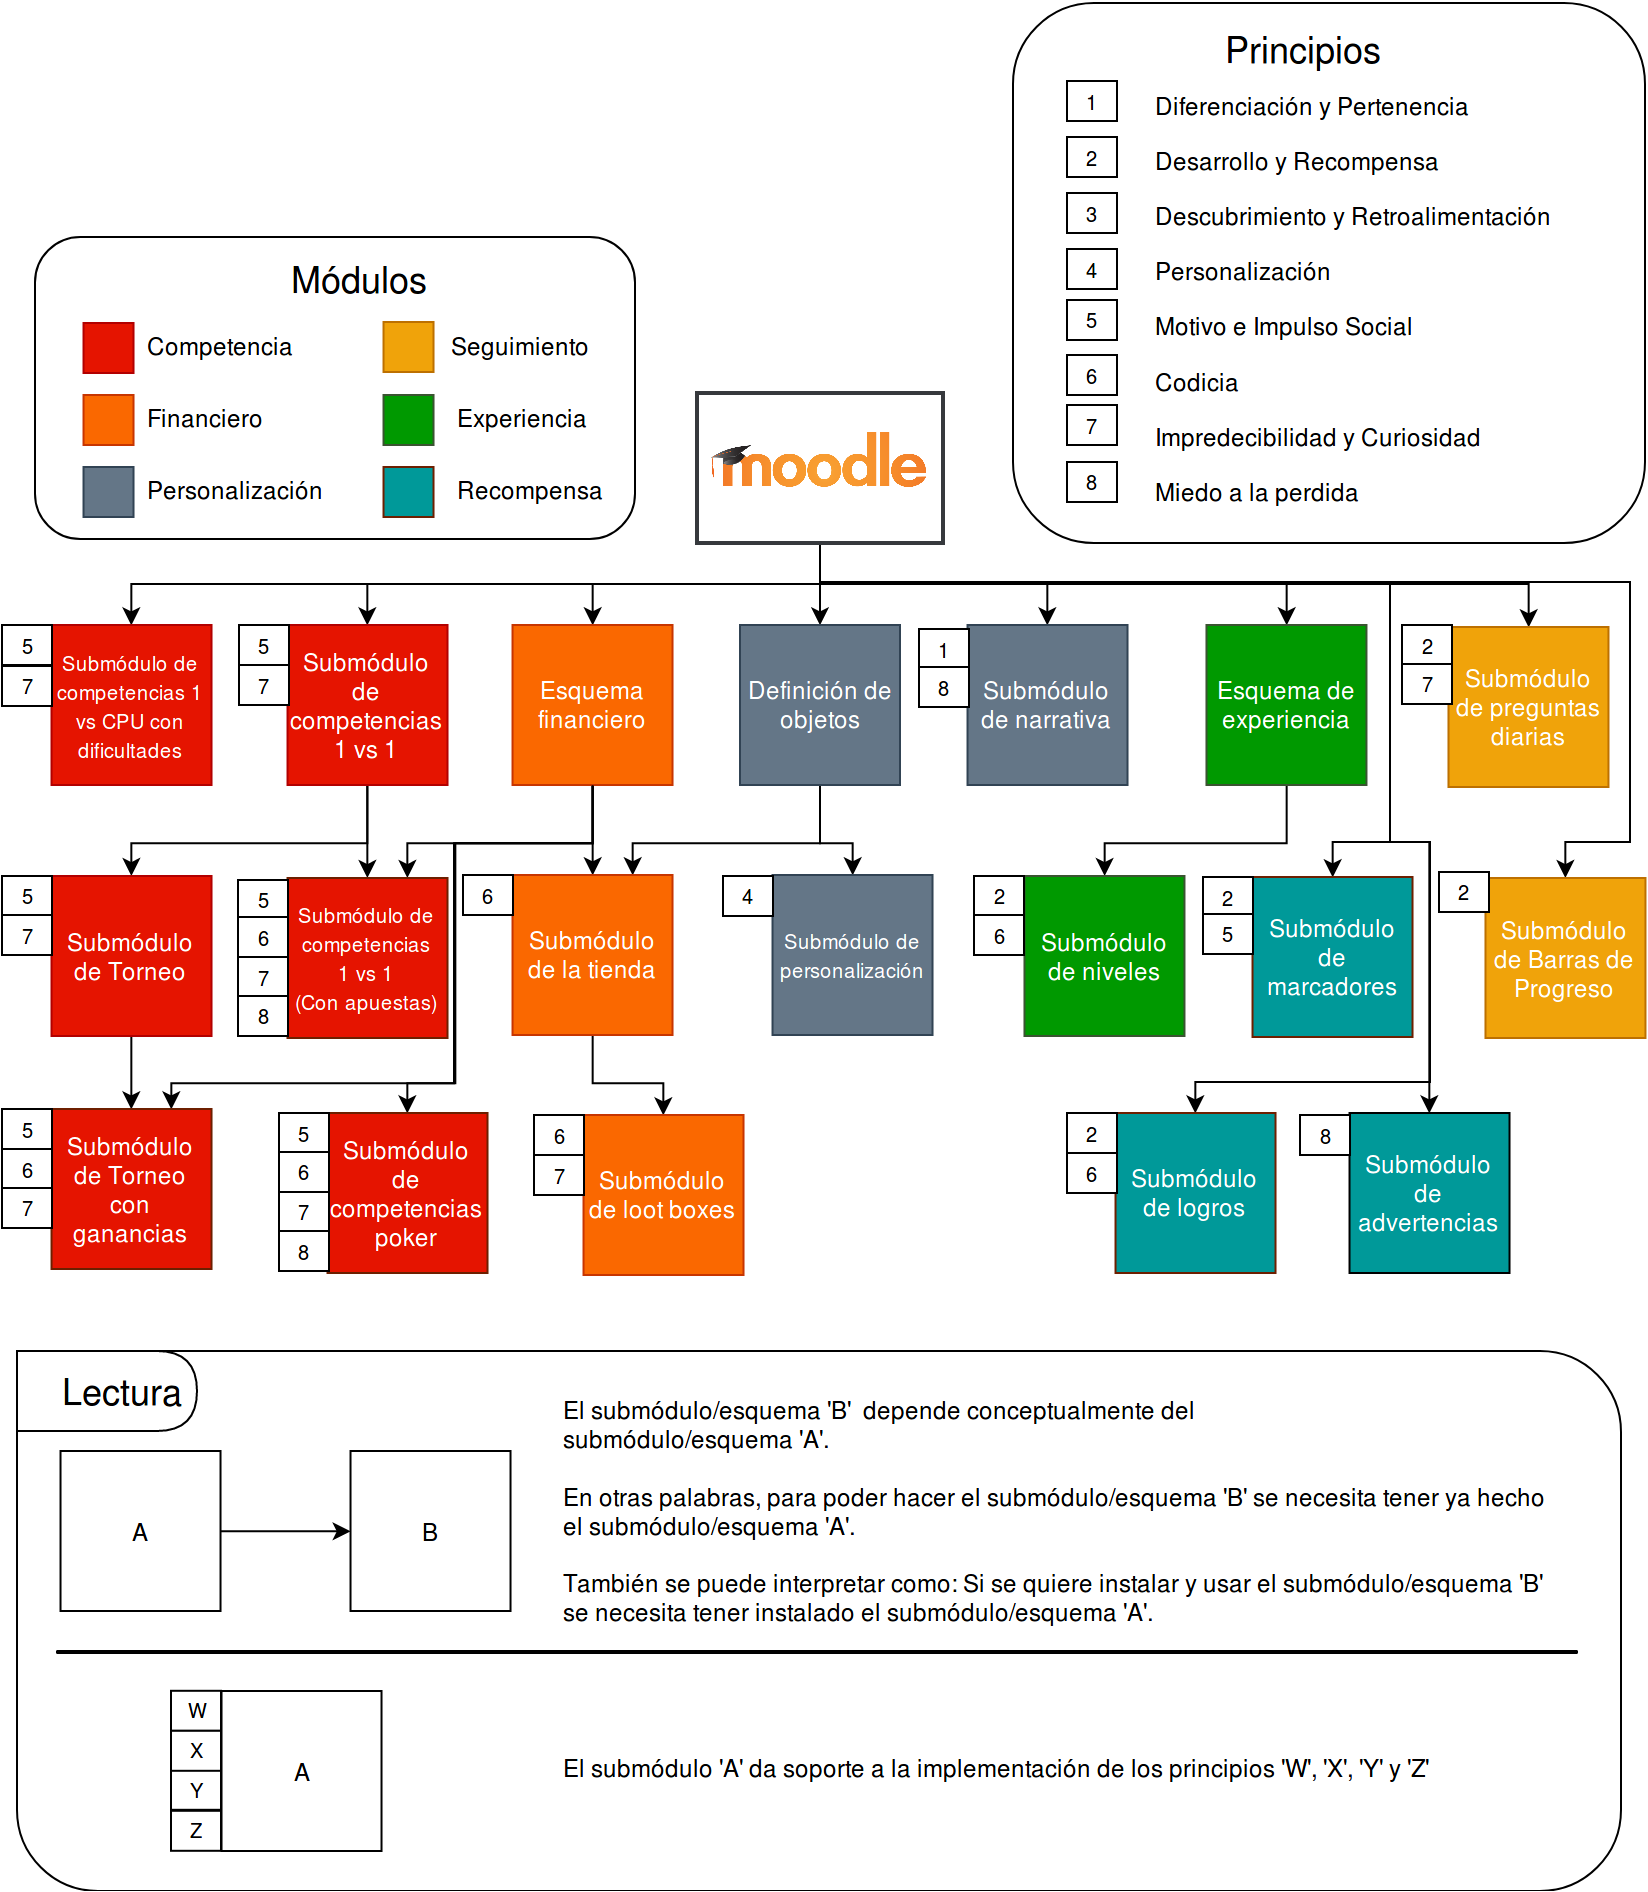 Principios
1
Diferenciación y Pertenencia
2
Desarrollo y Recompensa
3
Descubrimiento y Retroalimentación
4
Personalización
5
Motivo e Impulso Social
6
Codicia
7
Impredecibilidad y Curiosidad
8
Miedo a la perdida
Módulos
Competencia
Seguimiento
Financiero
Experiencia
Personalización
Recompensa
moodle
5
7
Submódulo de
competencias 1
vs CPU con
dificultades
5
7
Submódulo
de
competencias
1 vs 1
Esquema
financiero
Definición de
objetos
1
8
Submódulo
de narrativa
Esquema de
experiencia
2
7
Submódulo
de preguntas
diarias
5
7
Submódulo
de Torneo
5
6
7
8
Submódulo de
competencias
1 vs 1
(Con apuestas)
6
Submódulo
de la tienda
4
Submódulo de
personalización
2
6
Submódulo
de niveles
2
5
Submódulo
de
marcadores
2
Submódulo
de Barras de
Progreso
5
6
7
Submódulo
de Torneo
con
ganancias
5
6
7
8
Submódulo
de
competencias
poker
6
7
Submódulo
de loot boxes
2
6
Submódulo
de logros
8
Submódulo
de
advertencias
Lectura
A
B
El submódulo/esquema 'B'  depende conceptualmente del
submódulo/esquema 'A'.
En otras palabras, para poder hacer el submódulo/esquema 'B' se necesita tener ya hecho
el submódulo/esquema 'A'.
También se puede interpretar como: Si se quiere instalar y usar el submódulo/esquema 'B'
se necesita tener instalado el submódulo/esquema 'A'.
W
X
Y
Z
A
El submódulo 'A' da soporte a la implementación de los principios 'W', 'X', 'Y' y 'Z'